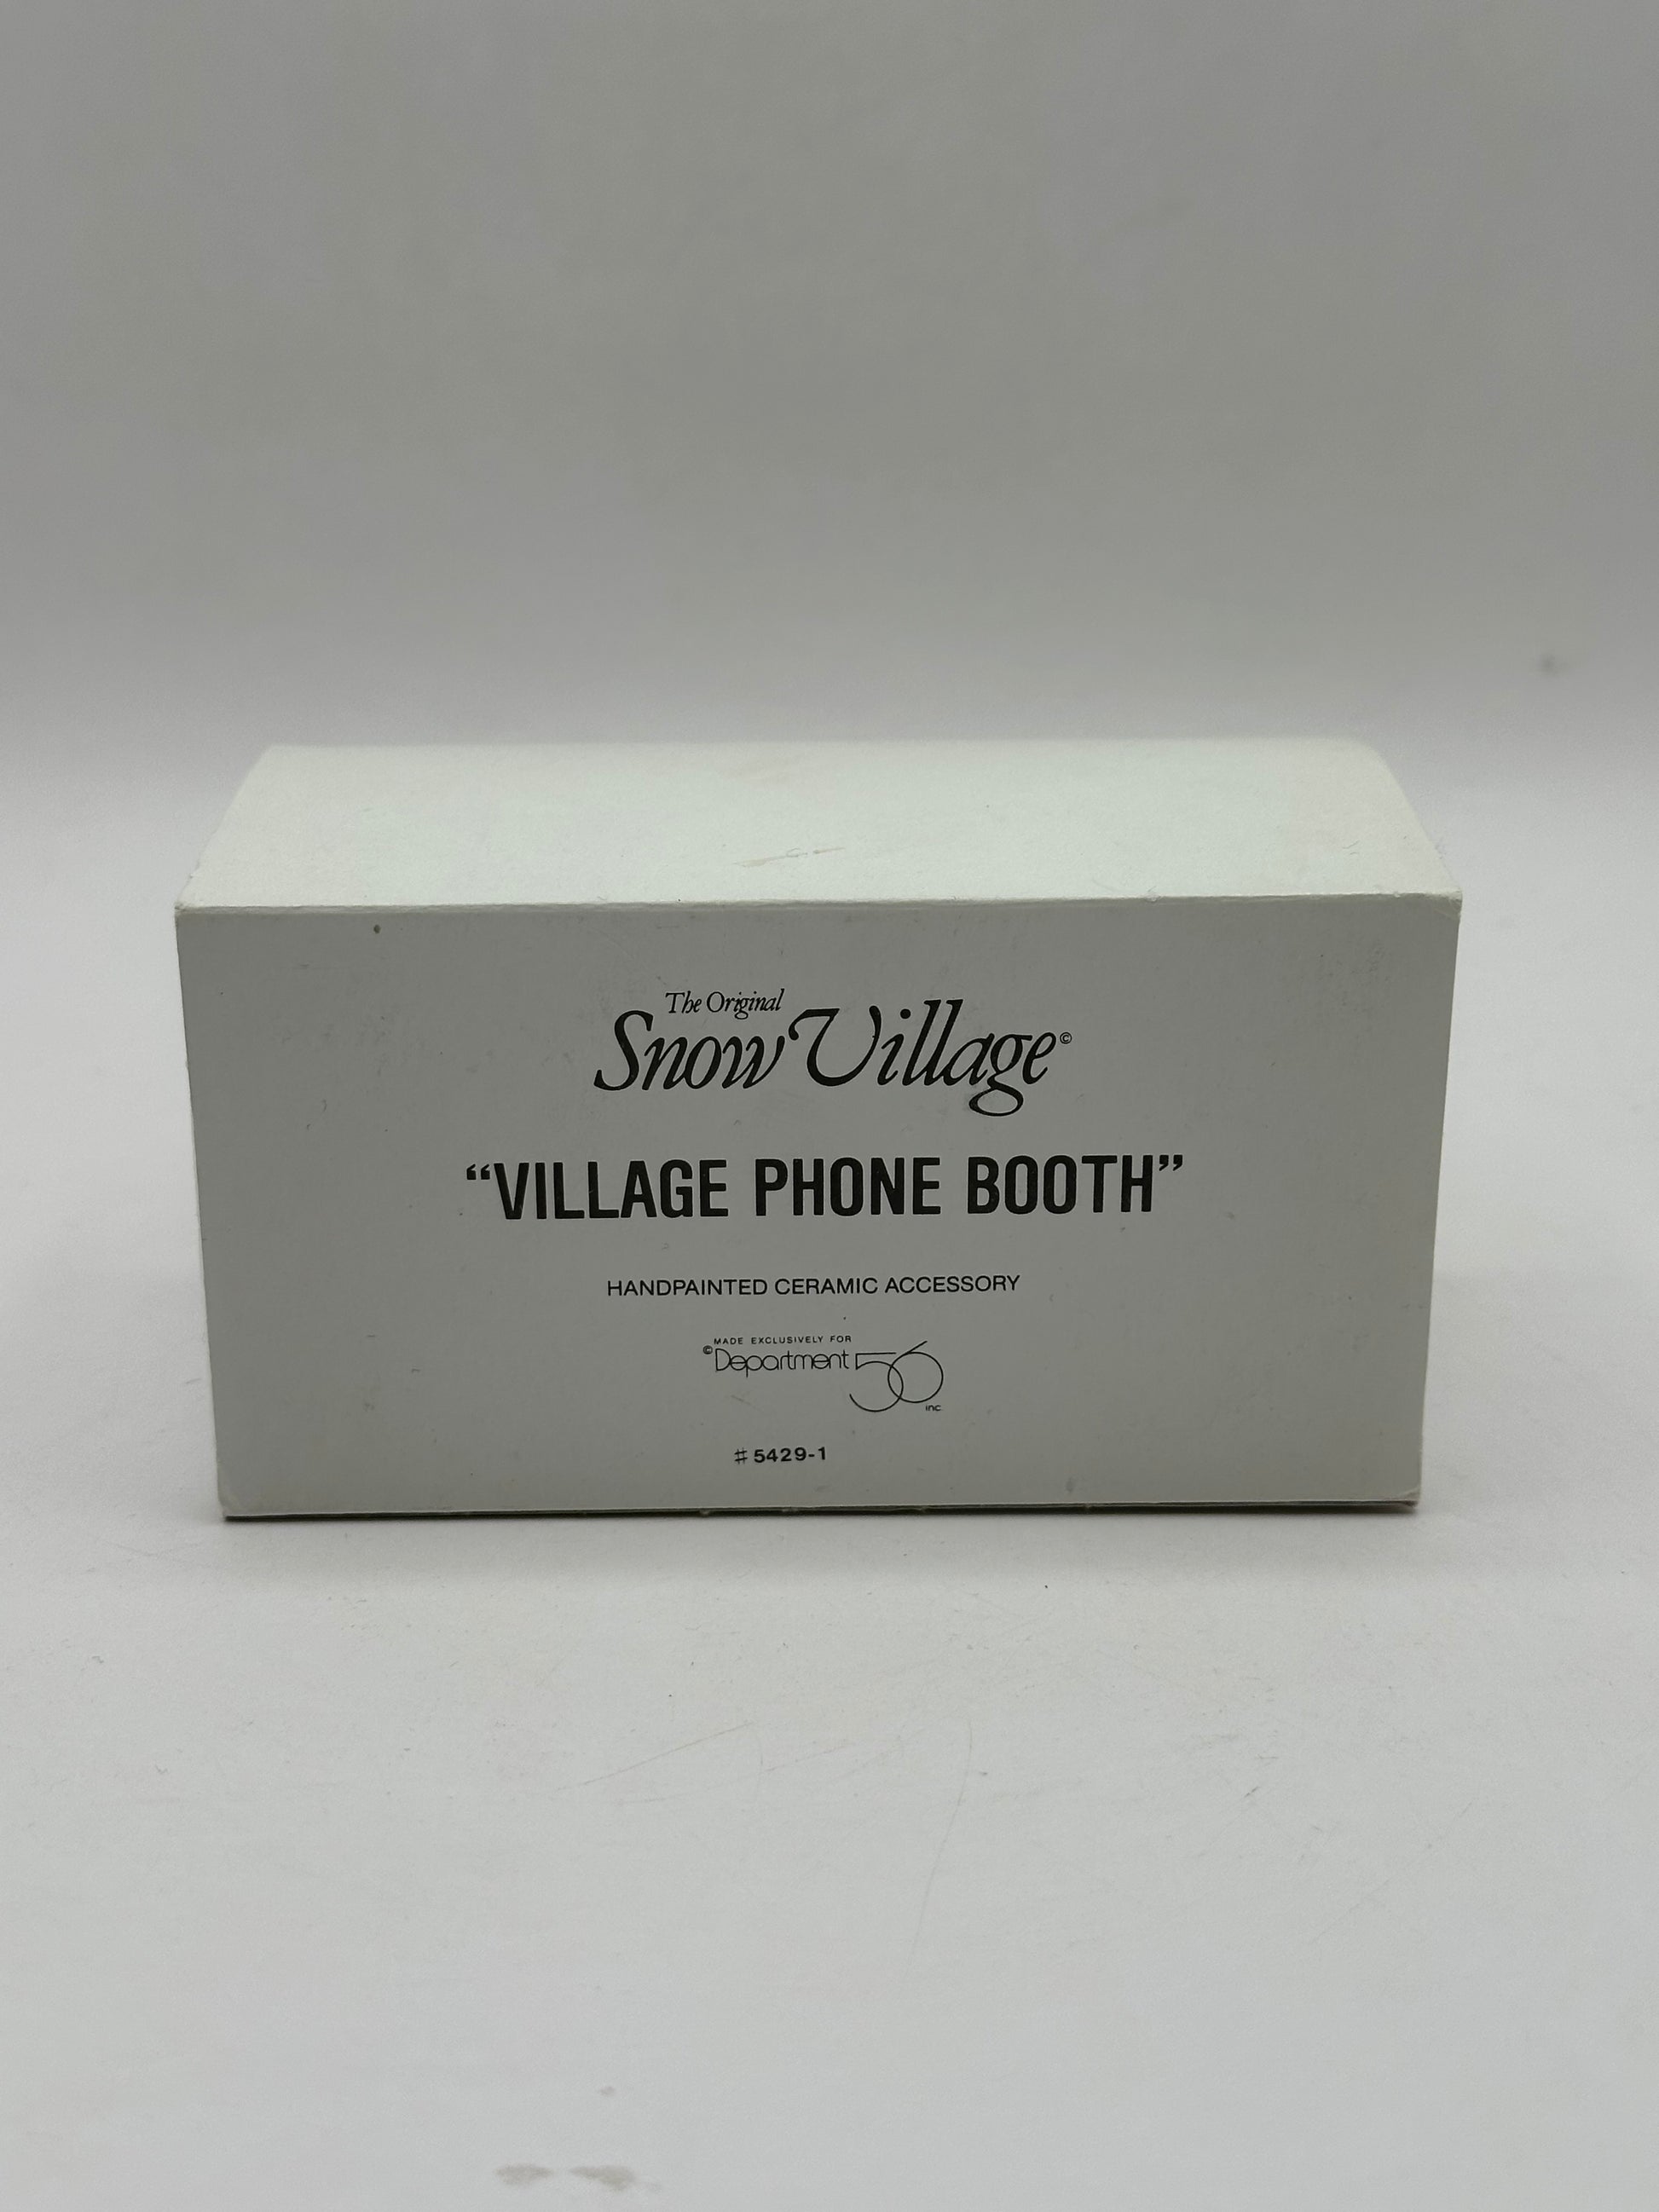 The Original
Snow Village©
“VILLAGE PHONE BOOTH”
HANDPAINTED CERAMIC ACCESSORY
MADE EXCLUSIVELY FOR
©Department 56 inc.
#5429-1